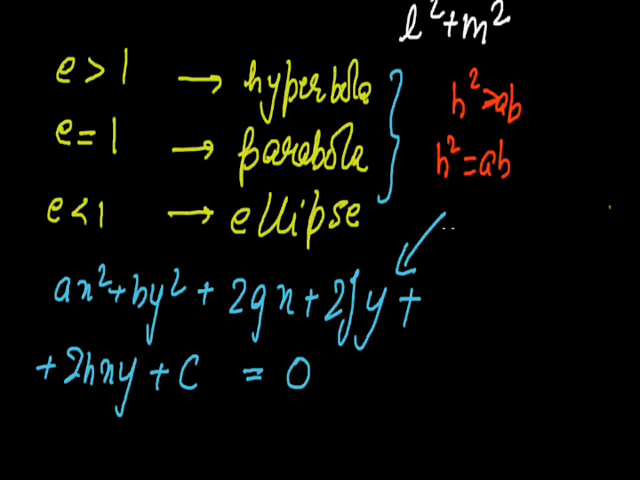 l²+m²
e > 1 → hyperbola
h²>ab
e = 1 → parabola
h²=ab
e < 1 → ellipse
ax²+by² + 2gx + 2fy +
+ 2hxy + C = 0